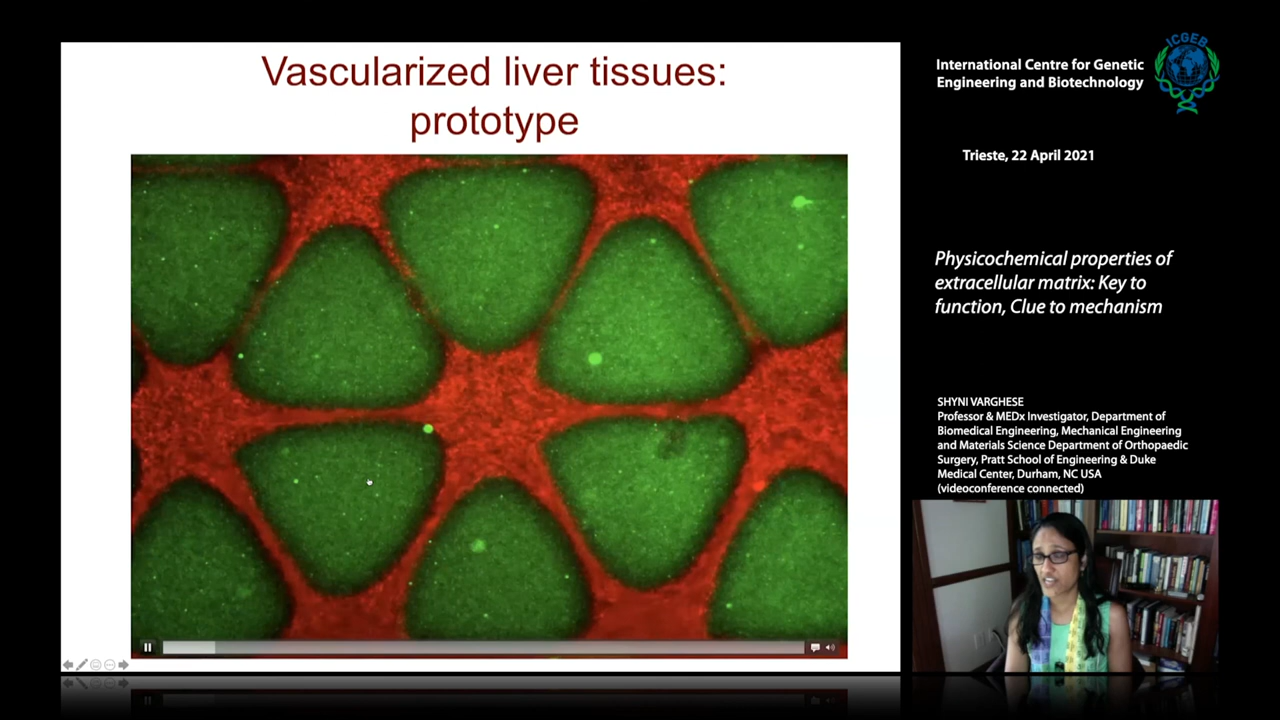 Vascularized liver tissues:
prototype
International Centre for Genetic
Engineering and Biotechnology
ICGEB
Trieste, 22 April 2021
Physicochemical properties of
extracellular matrix: Key to
function, Clue to mechanism
SHYNI VARGHESE
Professor & MEDx Investigator, Department of
Biomedical Engineering, Mechanical Engineering
and Materials Science Department of Orthopaedic
Surgery, Pratt School of Engineering & Duke
Medical Center, Durham, NC USA
(videoconference connected)